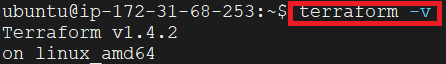 ubuntu@ip-172-31-68-253:~$ terraform -v
Terraform v1.4.2
on linux_amd64